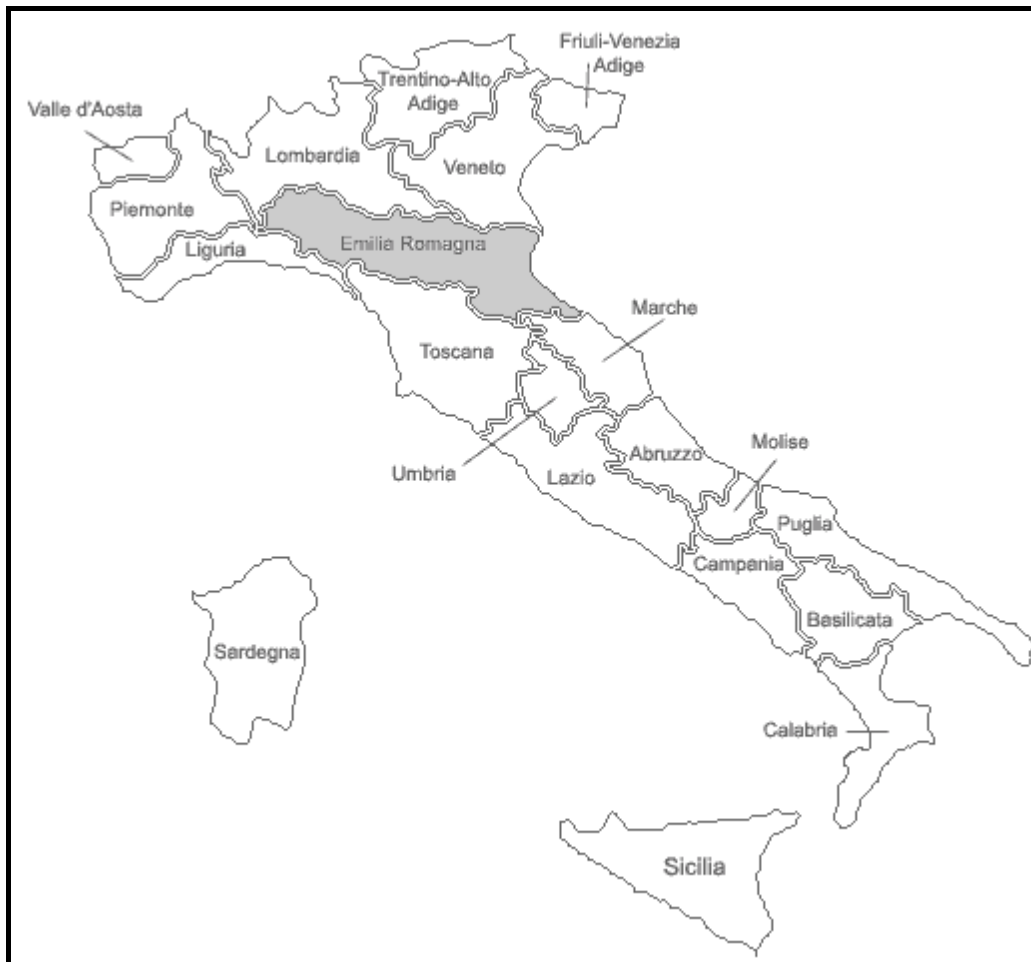 Friuli-Venezia
Adige
Trentino-Alto
Adige
Valle d'Aosta
Lombardia
Veneto
Piemonte
Emilia Romagna
Liguria
Marche
Toscana
Umbria
Abruzzo
Molise
Lazio
Puglia
Campania
Basilicata
Sardegna
Calabria
Sicilia